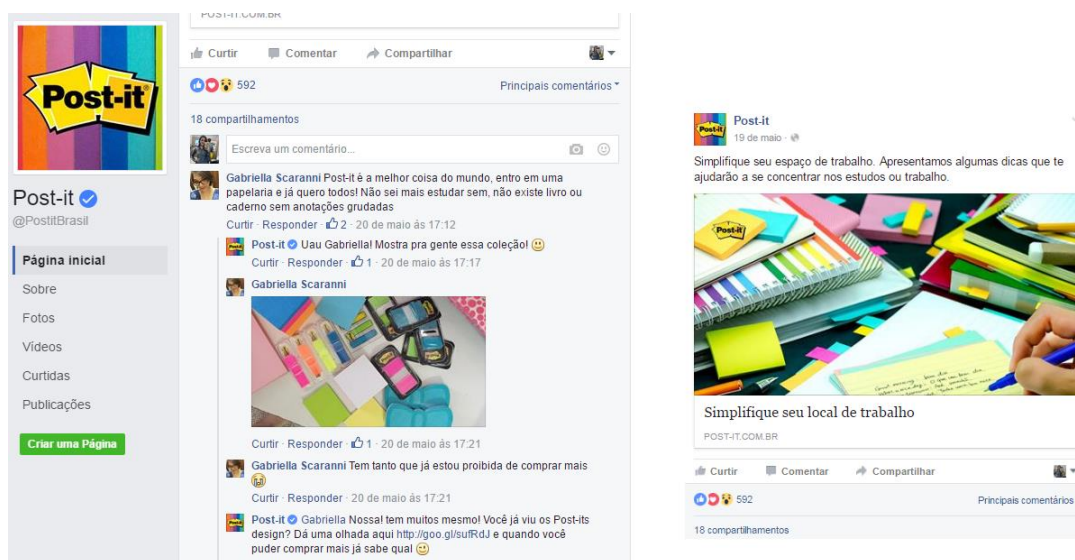 Post-it
Post-it
@PostitBrasil
Página inicial
Sobre
Fotos
Vídeos
Curtidas
Publicações
Criar uma Página
POST-IT.COM.BR
Curtir Comentar Compartilhar
592 Principais comentários
18 compartilhamentos
Escreva um comentário...
Gabriella Scaranni Post-it é a melhor coisa do mundo, entro em uma
papelaria e já quero todos! Não sei mais estudar sem, não existe livro ou
caderno sem anotações grudadas
Curtir · Responder · 2 · 20 de maio às 17:12
Post-it Uau Gabriella! Mostra pra gente essa coleção!
Curtir · Responder · 1 · 20 de maio às 17:17
Gabriella Scaranni
Curtir · Responder · 1 · 20 de maio às 17:21
Gabriella Scaranni Tem tanto que já estou proibida de comprar mais
Curtir · Responder · 20 de maio às 17:21
Post-it Gabriella Nossa! tem muitos mesmo! Você já viu os Post-its
design? Dá uma olhada aqui http://goo.gl/sufRdJ e quando você
puder comprar mais já sabe qual
Post-it
Post-it
19 de maio ·
Simplifique seu espaço de trabalho. Apresentamos algumas dicas que te
ajudarão a se concentrar nos estudos ou trabalho.
Post-it
Simplifique seu local de trabalho
POST-IT.COM.BR
Curtir Comentar Compartilhar
592 Principais comentários
18 compartilhamentos